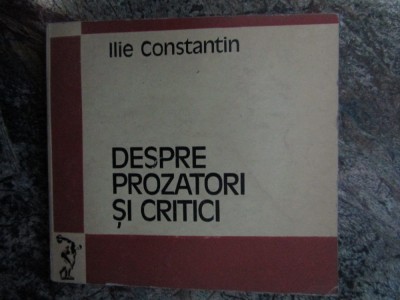 Ilie Constantin
DESPRE
PROZATORI
ȘI CRITICI